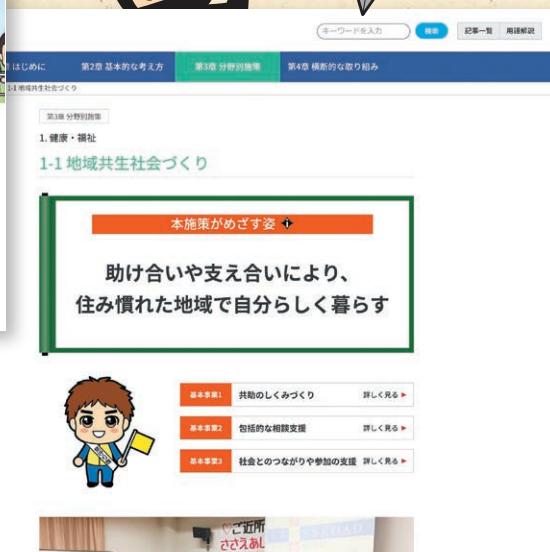 キーワードを入力
検索
記事一覧
用語解説
はじめに
第2章 基本的な考え方
第3章 分野別施策
第4章 横断的な取り組み
1-1 地域共生社会づくり
第3章 分野別施策
1. 健康・福祉
1-1 地域共生社会づくり
本施策がめざす姿
助け合いや支え合いにより、
住み慣れた地域で自分らしく暮らす
基本事業1 共助のしくみづくり 詳しく見る
基本事業2 包括的な相談支援 詳しく見る
基本事業3 社会とのつながりや参加の支援 詳しく見る
ご近所
ささえあい